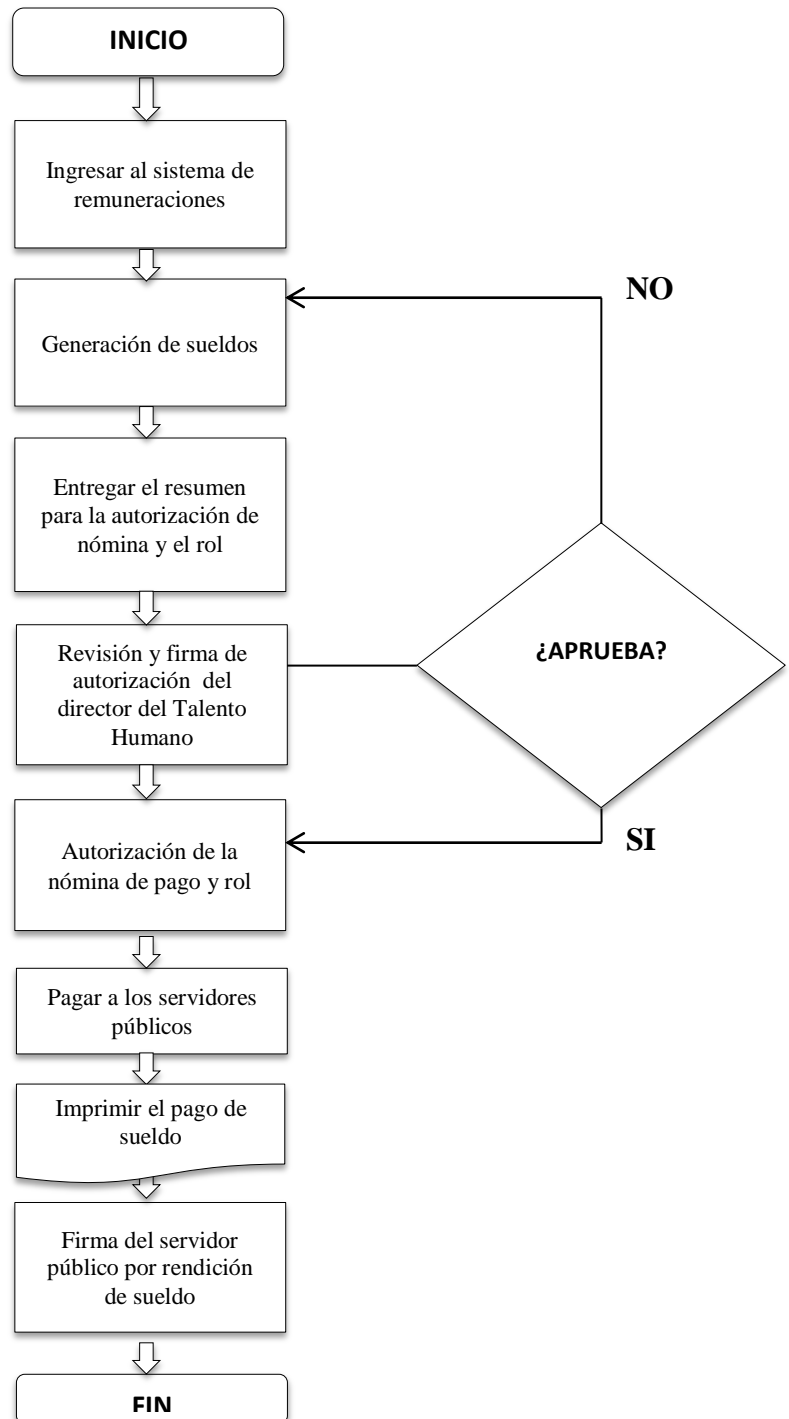 INICIO
Ingresar al sistema de
remuneraciones
NO
Generación de sueldos
Entregar el resumen
para la autorización de
nómina y el rol
Revisión y firma de
autorización del
director del Talento
Humano
¿APRUEBA?
SI
Autorización de la
nómina de pago y rol
Pagar a los servidores
públicos
Imprimir el pago de
sueldo
Firma del servidor
público por rendición
de sueldo
FIN